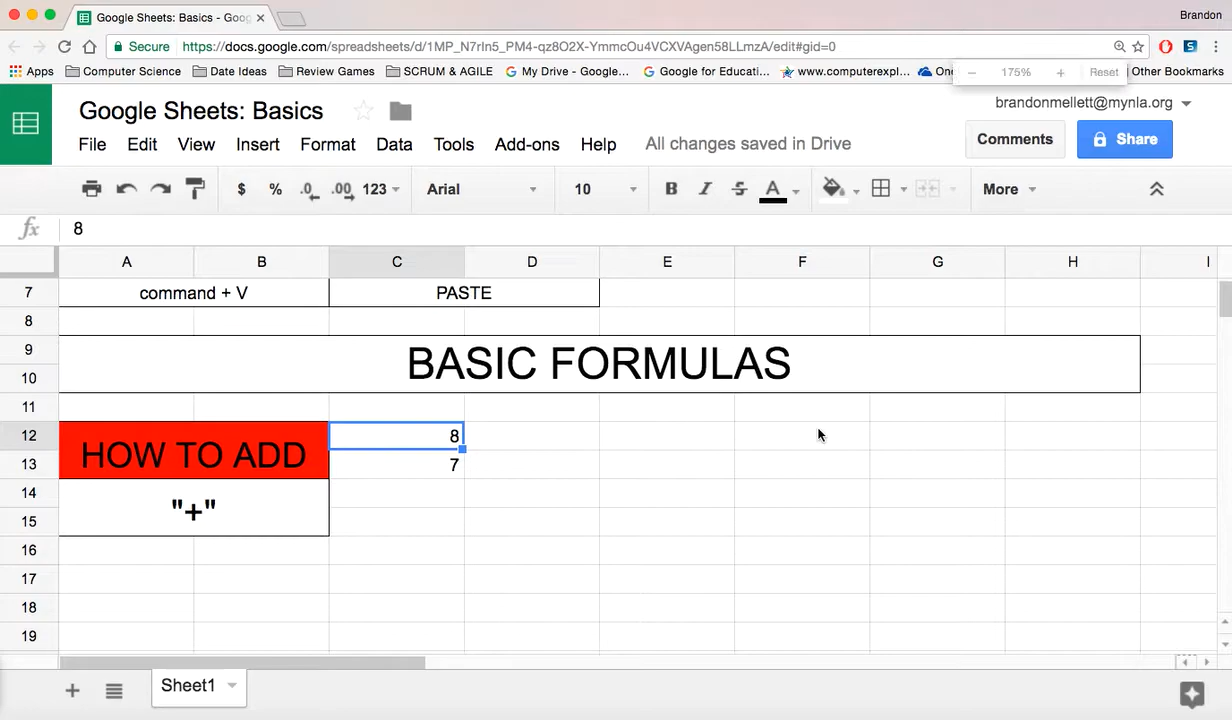 Google Sheets: Basics - Goog
Brandon
Secure https://docs.google.com/spreadsheets/d/1MP_N7rIn5_PM4-qz8O2X-YmmcOu4VCXVAgen58LLmzA/edit#gid=0
Apps Computer Science Date Ideas Review Games SCRUM & AGILE My Drive - Google... Google for Educati... www.computerexpl... One Other Bookmarks
− 175% + Reset
Google Sheets: Basics
brandonmellett@mynla.org
File Edit View Insert Format Data Tools Add-ons Help All changes saved in Drive
Comments Share
$ % .0 .00 123 Arial 10 B I S A More
fx 8
A B C D E F G H I
7 command + V PASTE
8
9
BASIC FORMULAS
10
11
12 8
HOW TO ADD
13 7
14
"+"
15
16
17
18
19
+ Sheet1